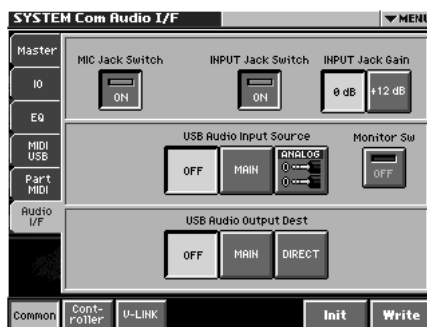 SYSTEM Com Audio I/F
MENU
Master
IO
EQ
MIDI
USB
Part
MIDI
Audio
I/F
MIC Jack Switch
INPUT Jack Switch
INPUT Jack Gain
ON
ON
0 dB
+12 dB
USB Audio Input Source
Monitor Sw
OFF
MAIN
ANALOG
OFF
USB Audio Output Dest
OFF
MAIN
DIRECT
Common
Cont-
roller
V-LINK
Init
Write